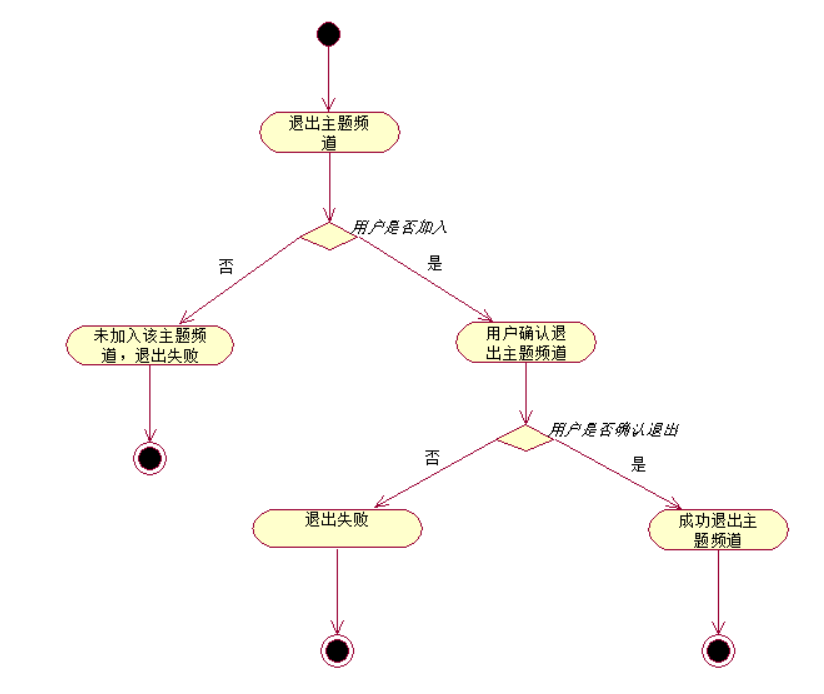 退出主题频
道
用户是否加入
否
是
未加入该主题频
道，退出失败
用户确认退
出主题频道
用户是否确认退出
否
是
退出失败
成功退出主
题频道